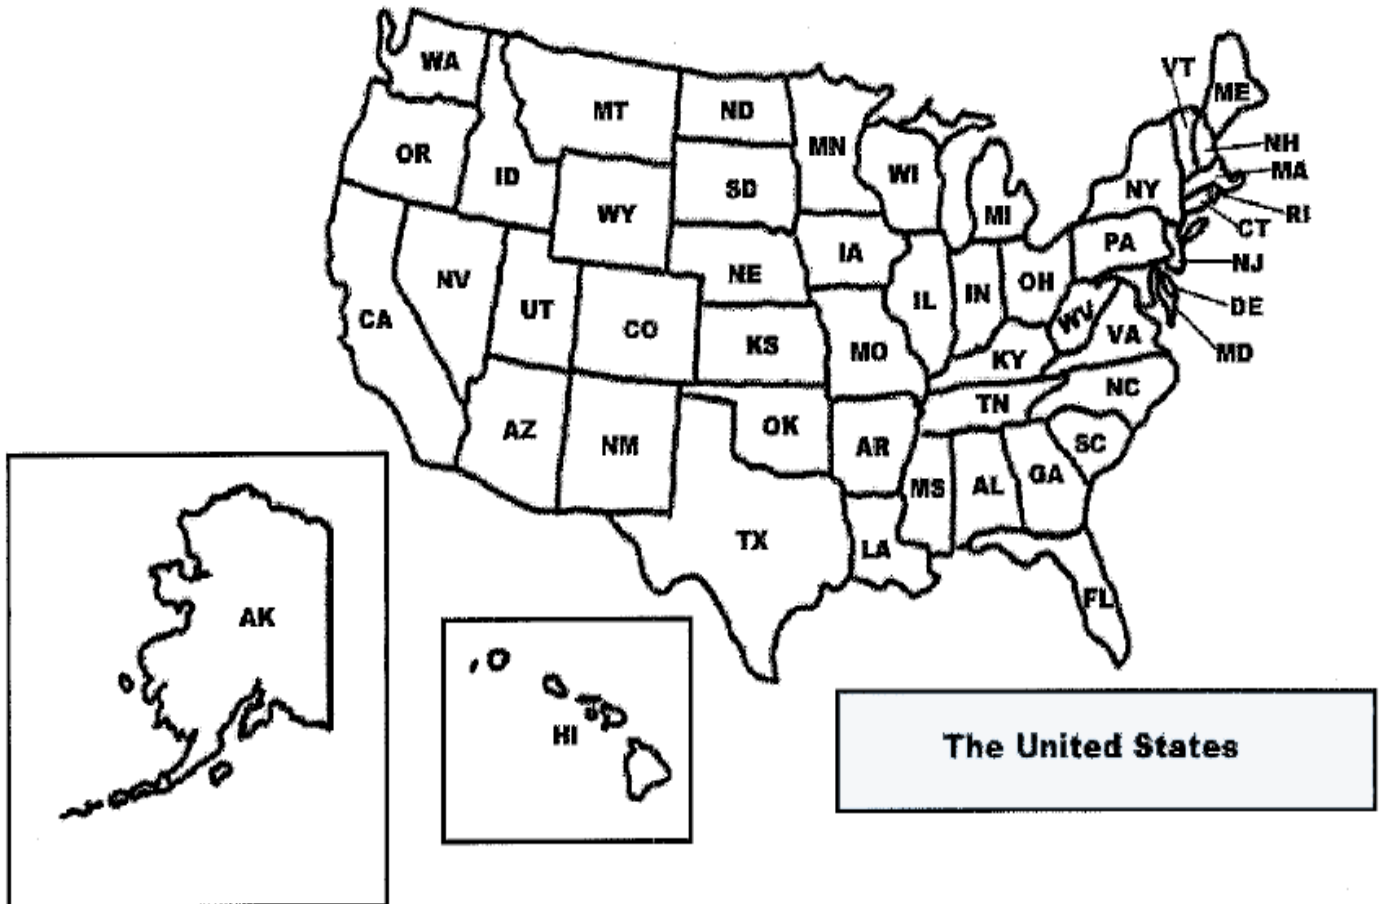 WA
VT
ME
MT
ND
OR
MN
NH
ID
WI
MA
SD
NY
WY
MI
RI
CT
PA
IA
NJ
NE
NV
OH
IN
IL
UT
DE
CA
CO
WV
VA
KS
MO
MD
KY
NC
TN
AZ
OK
NM
AR
SC
GA
MS
AL
TX
LA
FL
AK
HI
The United States